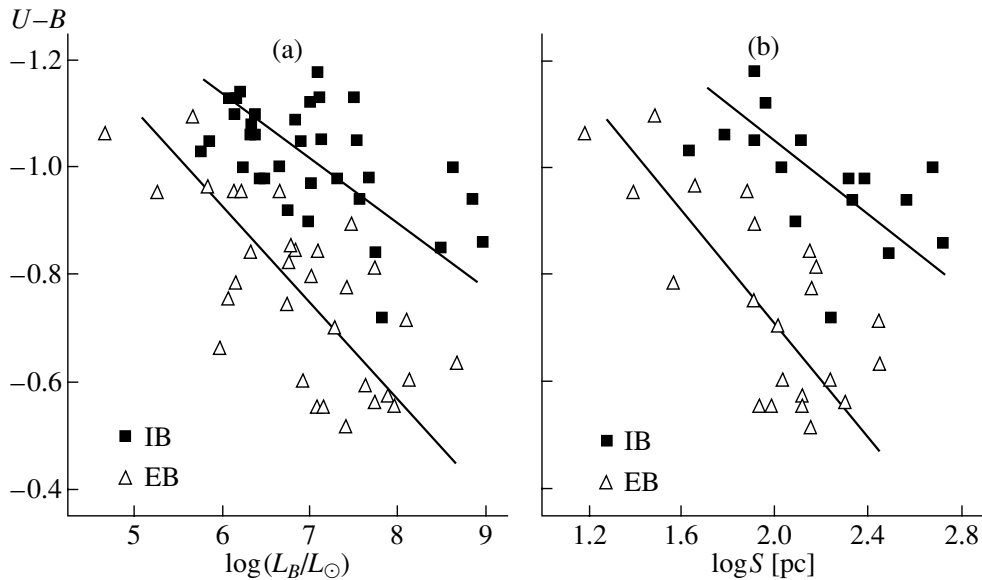 U–B
(a)
(b)
–1.2
–1.0
–0.8
–0.6
–0.4
IB
EB
IB
EB
5 6 7 8 9
1.2 1.6 2.0 2.4 2.8
log(L_B/L_⊙)
log S [pc]